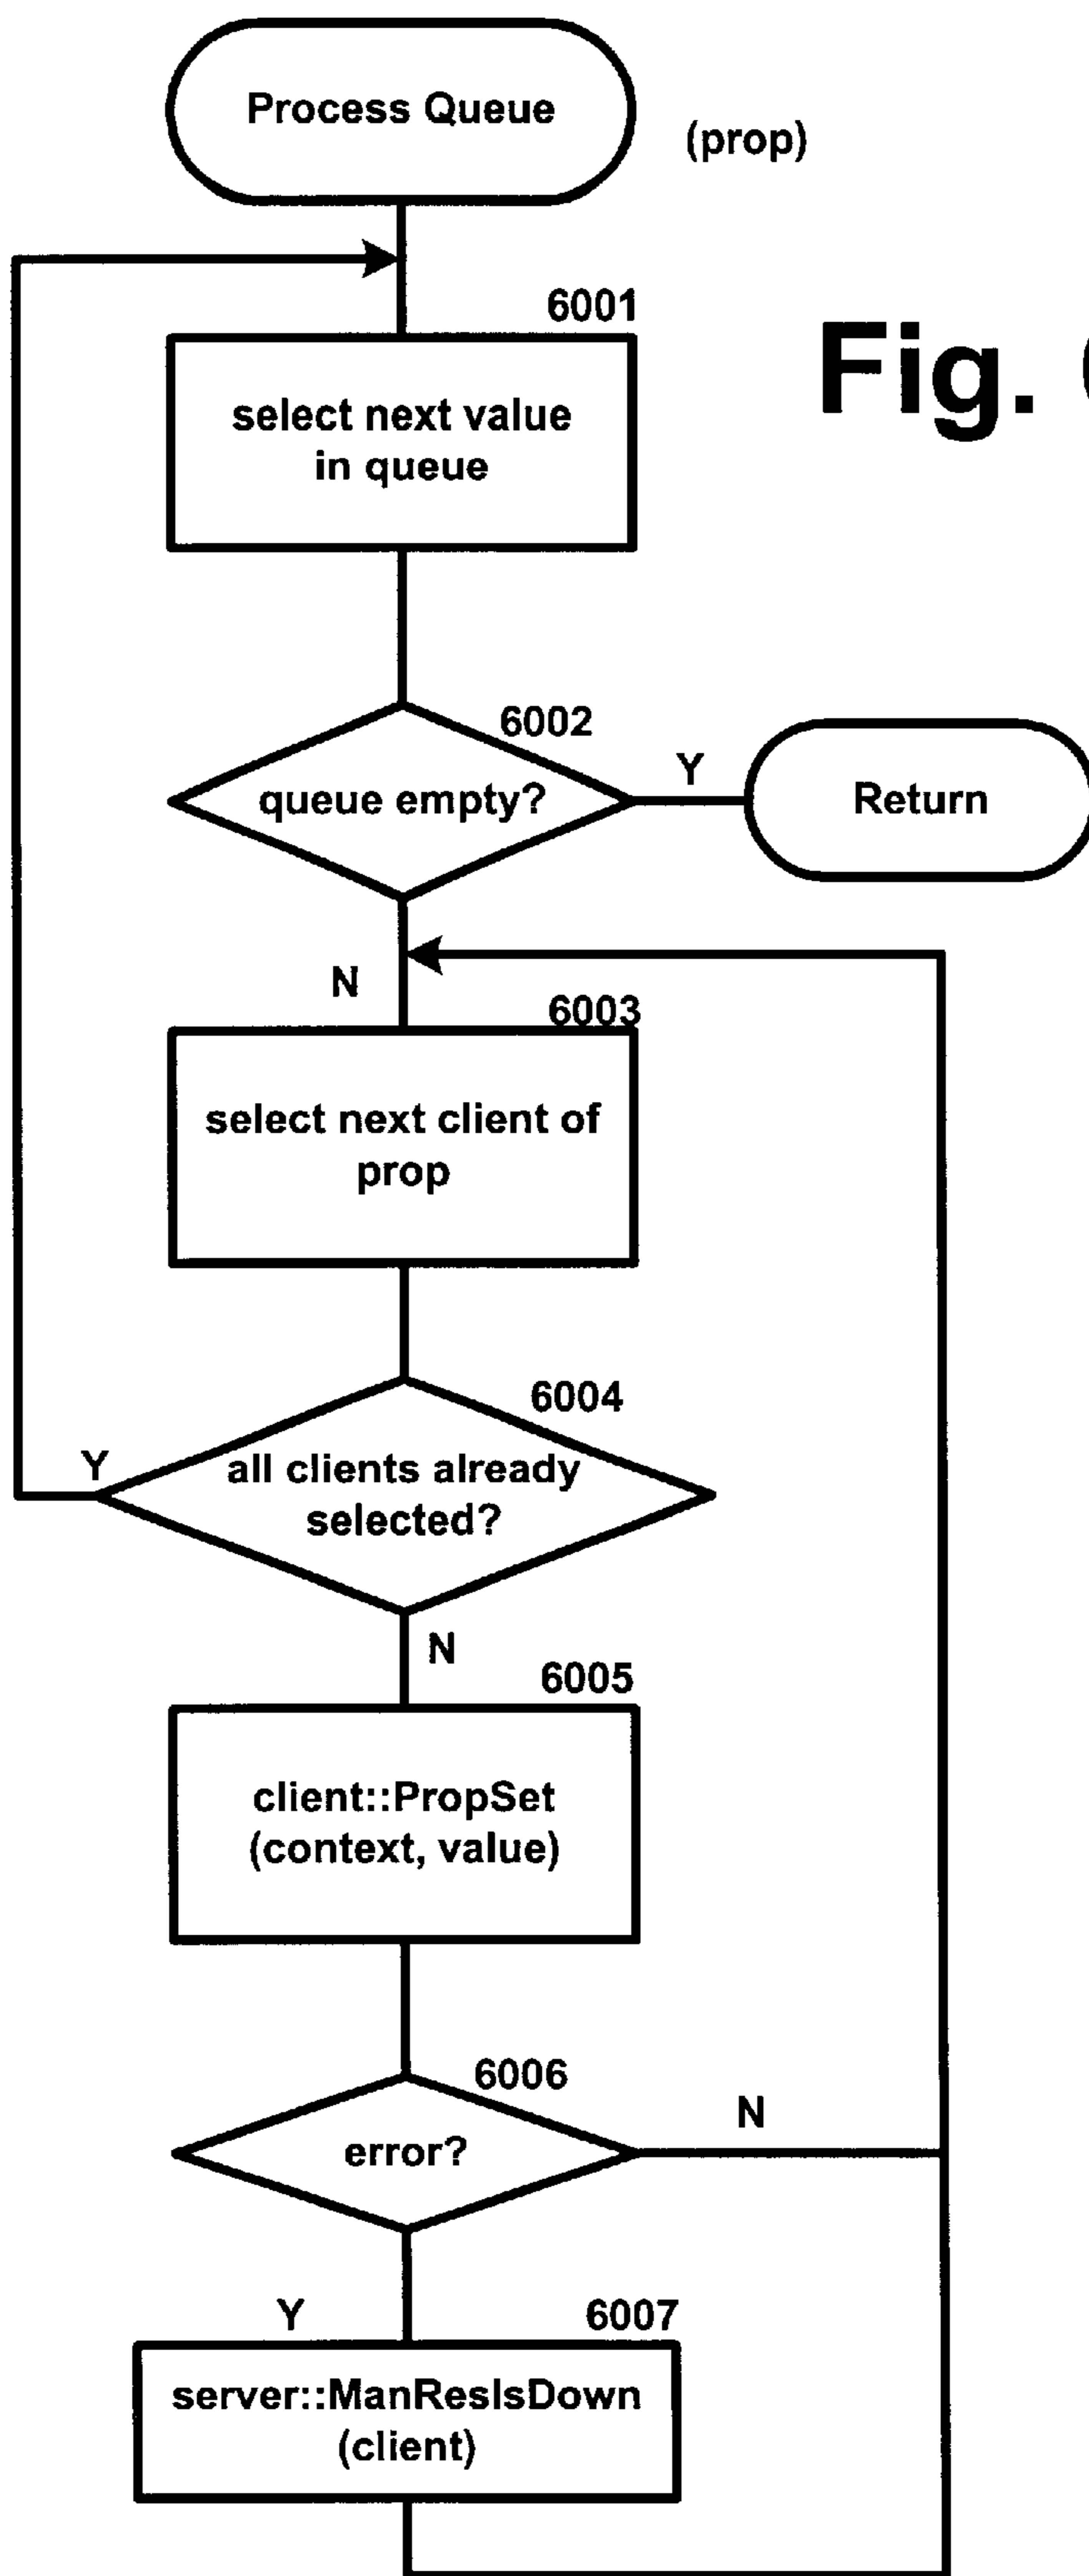 Process Queue
(prop)
6001
Fig.
select next value
in queue
6002
queue empty?
Y
Return
N
6003
select next client of
prop
6004
Y
all clients already
selected?
N
6005
client::PropSet
(context, value)
6006
N
error?
Y
6007
server::ManResIsDown
(client)